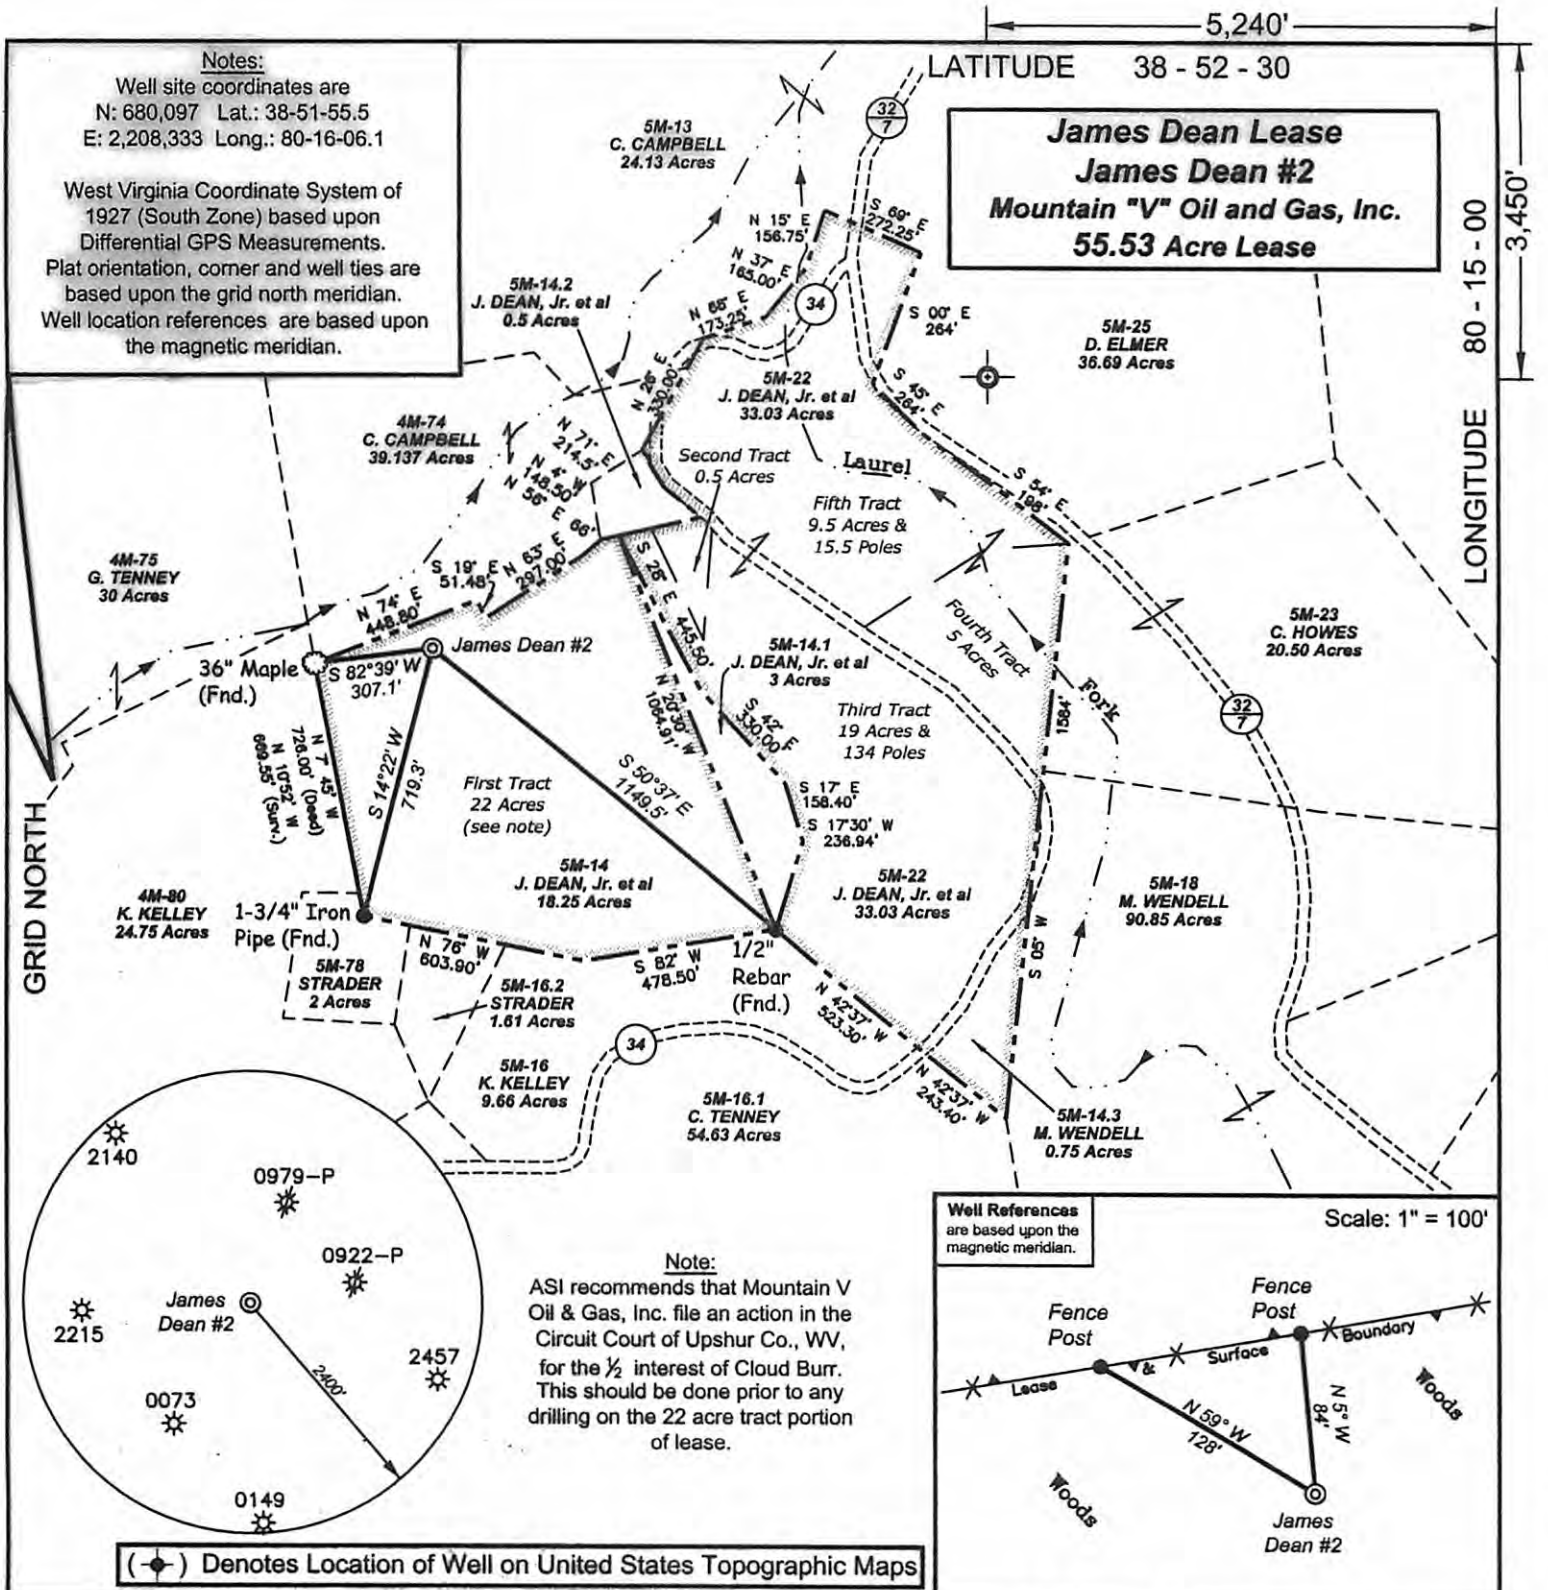 5,240'
Notes:
Well site coordinates are
N: 680,097 Lat.: 38-51-55.5
E: 2,208,333 Long.: 80-16-06.1
West Virginia Coordinate System of
1927 (South Zone) based upon
Differential GPS Measurements.
Plat orientation, corner and well ties are
based upon the grid north meridian.
Well location references are based upon
the magnetic meridian.
LATITUDE 38 - 52 - 30
James Dean Lease
James Dean #2
Mountain "V" Oil and Gas, Inc.
55.53 Acre Lease
3,450'
LONGITUDE 80 - 15 - 00
32
7
5M-13
C. CAMPBELL
24.13 Acres
N 15° E
156.75'
S 69° E
272.25'
N 37° E
165.00'
34
5M-14.2
J. DEAN, Jr. et al
0.5 Acres
N 68° E
173.25'
S 00° E
264'
5M-25
D. ELMER
36.69 Acres
N 26° E
330.00'
5M-22
J. DEAN, Jr. et al
33.03 Acres
S 45° E
264'
4M-74
C. CAMPBELL
39.137 Acres
N 71° E
214.5'
N 4° W
148.50'
N 56° E 66'
Second Tract
0.5 Acres
Laurel
S 54° E
198'
Fifth Tract
9.5 Acres &
15.5 Poles
4M-75
G. TENNEY
30 Acres
S 19° E
51.48'
N 63° E
297.00'
N 74° E
448.80'
S 28° E 445.50'
Fourth Tract
5 Acres
5M-23
C. HOWES
20.50 Acres
36" Maple
(Fnd.)
S 82°39' W
307.1'
James Dean #2
5M-14.1
J. DEAN, Jr. et al
3 Acres
Fork
1584'
32
7
N 20°30' W
1064.91'
S 42° E
330.00'
Third Tract
19 Acres &
134 Poles
N 7° 45' W
726.00' (Deed)
N 10°52' W
669.55' (Surv.)
S 14°22' W
719.3'
First Tract
22 Acres
(see note)
S 50°37' E
1149.5'
S 17° E
158.40'
S 17°30' W
236.94'
GRID NORTH
5M-14
J. DEAN, Jr. et al
18.25 Acres
5M-22
J. DEAN, Jr. et al
33.03 Acres
5M-18
M. WENDELL
90.85 Acres
4M-80
K. KELLEY
24.75 Acres
1-3/4" Iron
Pipe (Fnd.)
N 76° W
603.90'
S 82° W
478.50'
1/2"
Rebar
(Fnd.)
S 05° W
5M-78
STRADER
2 Acres
5M-16.2
STRADER
1.61 Acres
N 42°37' W
523.30'
34
5M-16
K. KELLEY
9.66 Acres
5M-16.1
C. TENNEY
54.63 Acres
N 42°37' W
243.40'
5M-14.3
M. WENDELL
0.75 Acres
2140
0979-P
0922-P
James
Dean #2
2215
2457
2400'
0073
0149
Note:
ASI recommends that Mountain V
Oil & Gas, Inc. file an action in the
Circuit Court of Upshur Co., WV,
for the ½ interest of Cloud Burr.
This should be done prior to any
drilling on the 22 acre tract portion
of lease.
Well References
are based upon the
magnetic meridian.
Scale: 1" = 100'
Fence
Post
Fence
Post
Lease & Surface Boundary
Woods
N 59° W
128'
N 5° W
84'
Woods
James
Dean #2
( ) Denotes Location of Well on United States Topographic Maps